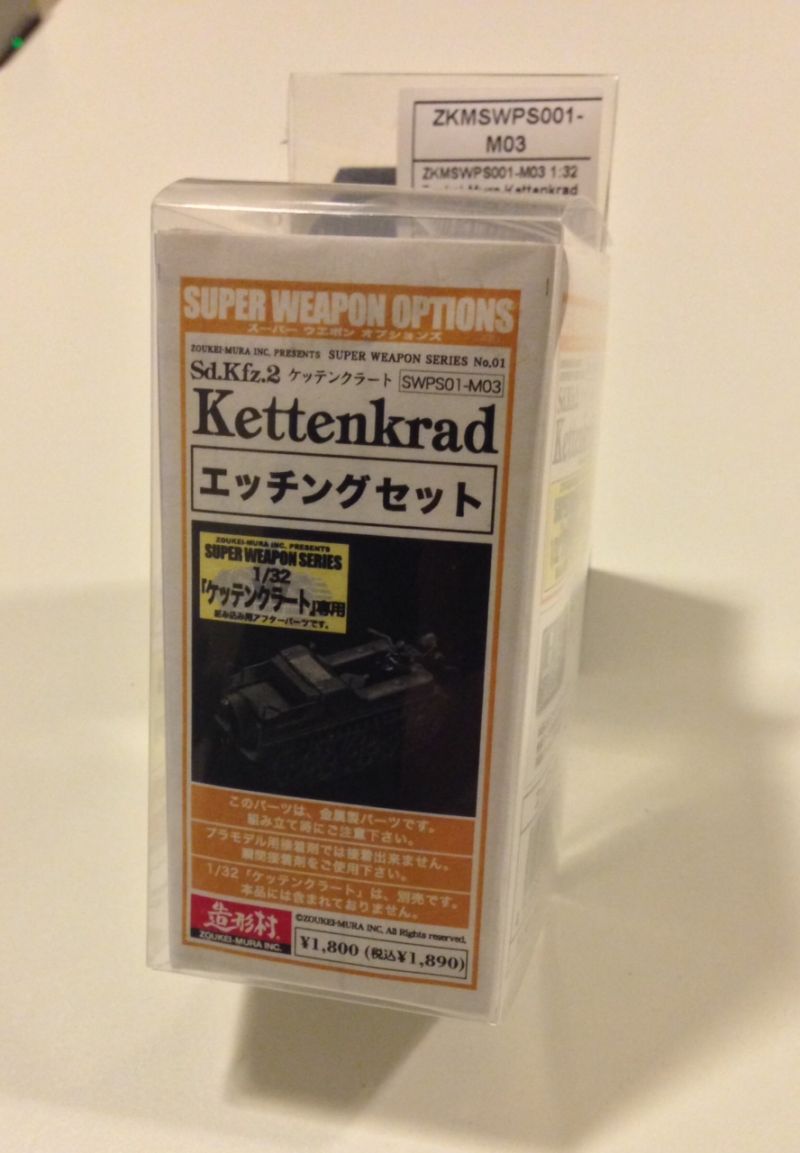 ZKMSWPS001-
M03
ZKMSWPS001-M03 1:32
Zoukei-Mura Kettenkrad
SUPER WEAPON OPTIONS
スーパー ウエポン オプションズ
ZOUKEI-MURA INC. PRESENTS SUPER WEAPON SERIES No.01
Sd.Kfz.2 ケッテンクラート SWPS01-M03
Kettenkrad
エッチングセット
ZOUKEI-MURA INC. PRESENTS
SUPER WEAPON SERIES
1/32
『ケッテンクラート』専用
組み込み用アフターパーツです。
このパーツは、金属製パーツです。
組み立て時にご注意下さい。
プラモデル用接着剤では接着出来ません。
瞬間接着剤をご使用下さい。
1/32「ケッテンクラート」は、別売です。
本品には含まれておりません。
造形村
ZOUKEI-MURA INC.
©ZOUKEI-MURA INC. All Rights reserved.
¥1,800 (税込¥1,890)
Kettenkrad